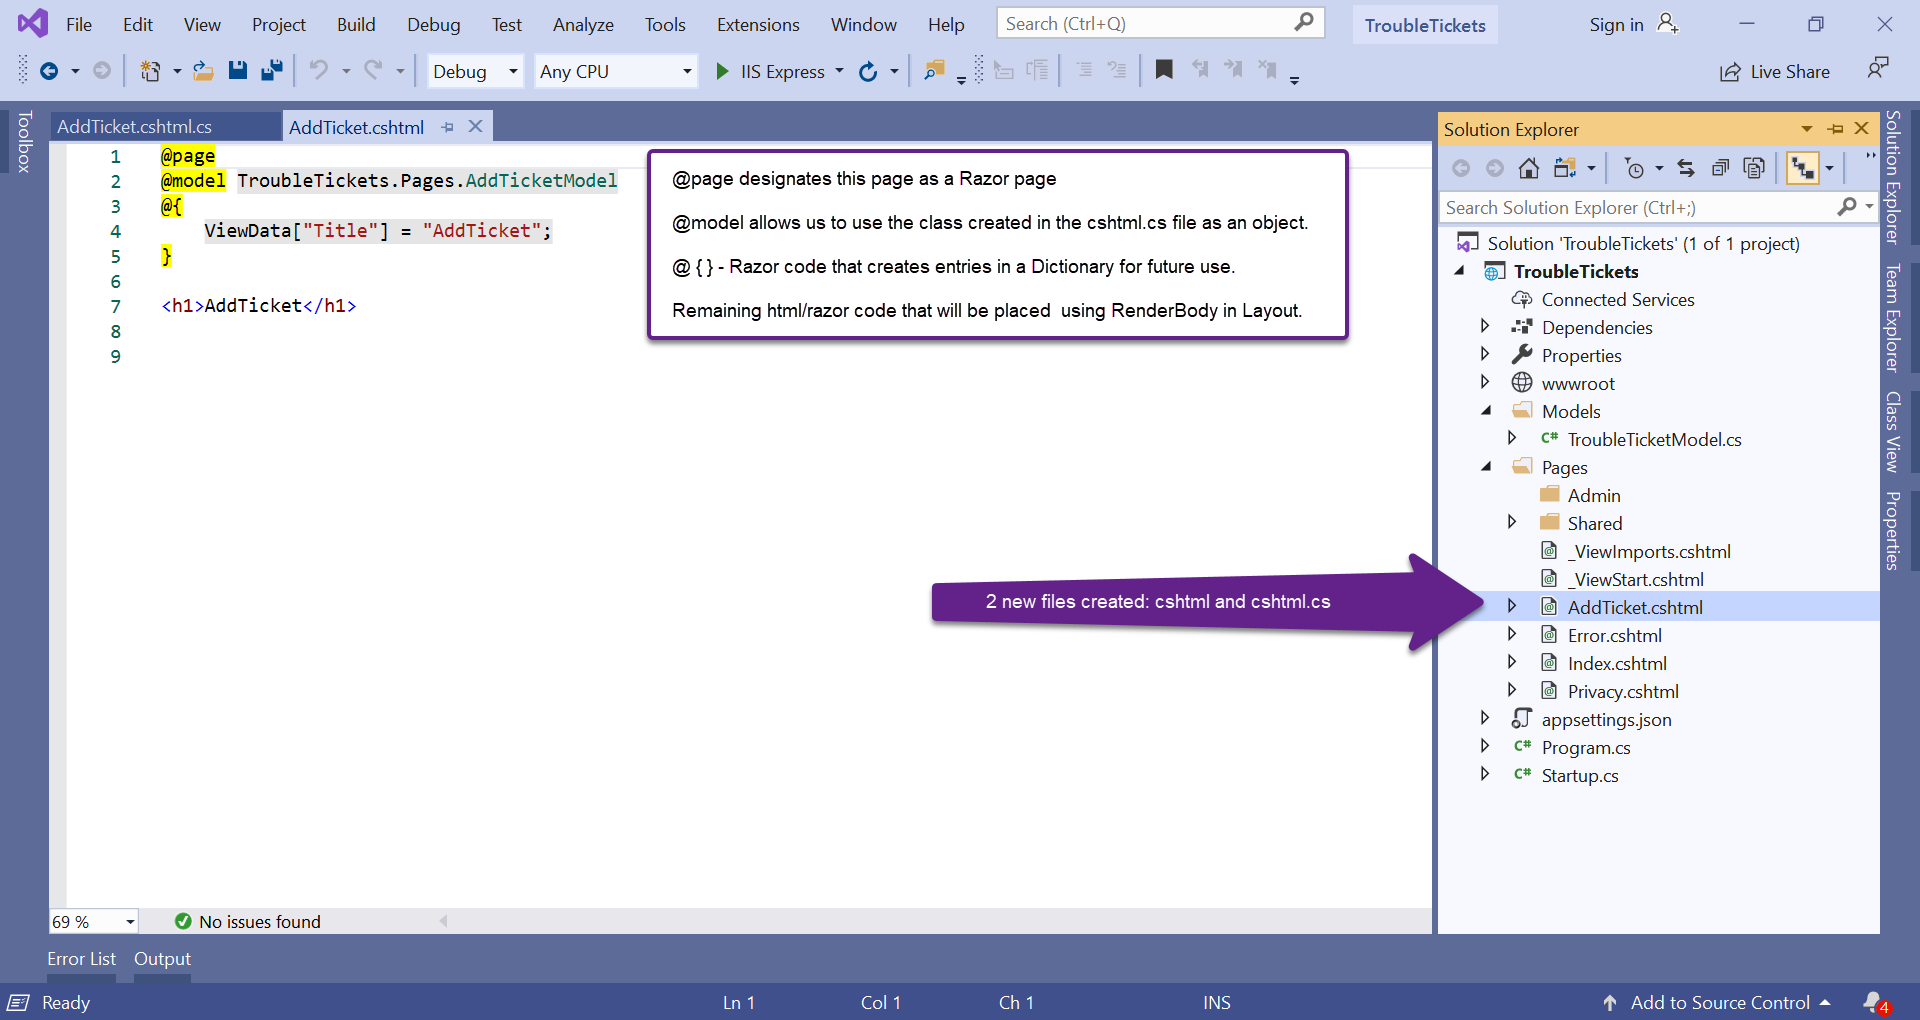 File Edit View Project Build Debug Test Analyze Tools Extensions Window Help Search (Ctrl+Q) TroubleTickets Sign in
Debug Any CPU IIS Express Live Share
Toolbox
AddTicket.cshtml.cs AddTicket.cshtml
1 @page
2 @model TroubleTickets.Pages.AddTicketModel
3 @{
4 ViewData["Title"] = "AddTicket";
5 }
6
7 <h1>AddTicket</h1>
8
9
@page designates this page as a Razor page
@model allows us to use the class created in the cshtml.cs file as an object.
@ { } - Razor code that creates entries in a Dictionary for future use.
Remaining html/razor code that will be placed  using RenderBody in Layout.
2 new files created: cshtml and cshtml.cs
Solution Explorer
Search Solution Explorer (Ctrl+;)
Solution 'TroubleTickets' (1 of 1 project)
TroubleTickets
Connected Services
Dependencies
Properties
wwwroot
Models
C# TroubleTicketModel.cs
Pages
Admin
Shared
_ViewImports.cshtml
_ViewStart.cshtml
AddTicket.cshtml
Error.cshtml
Index.cshtml
Privacy.cshtml
appsettings.json
C# Program.cs
C# Startup.cs
Solution Explorer
Team Explorer
Class View
Properties
69 % No issues found
Error List Output
Ready Ln 1 Col 1 Ch 1 INS Add to Source Control 4